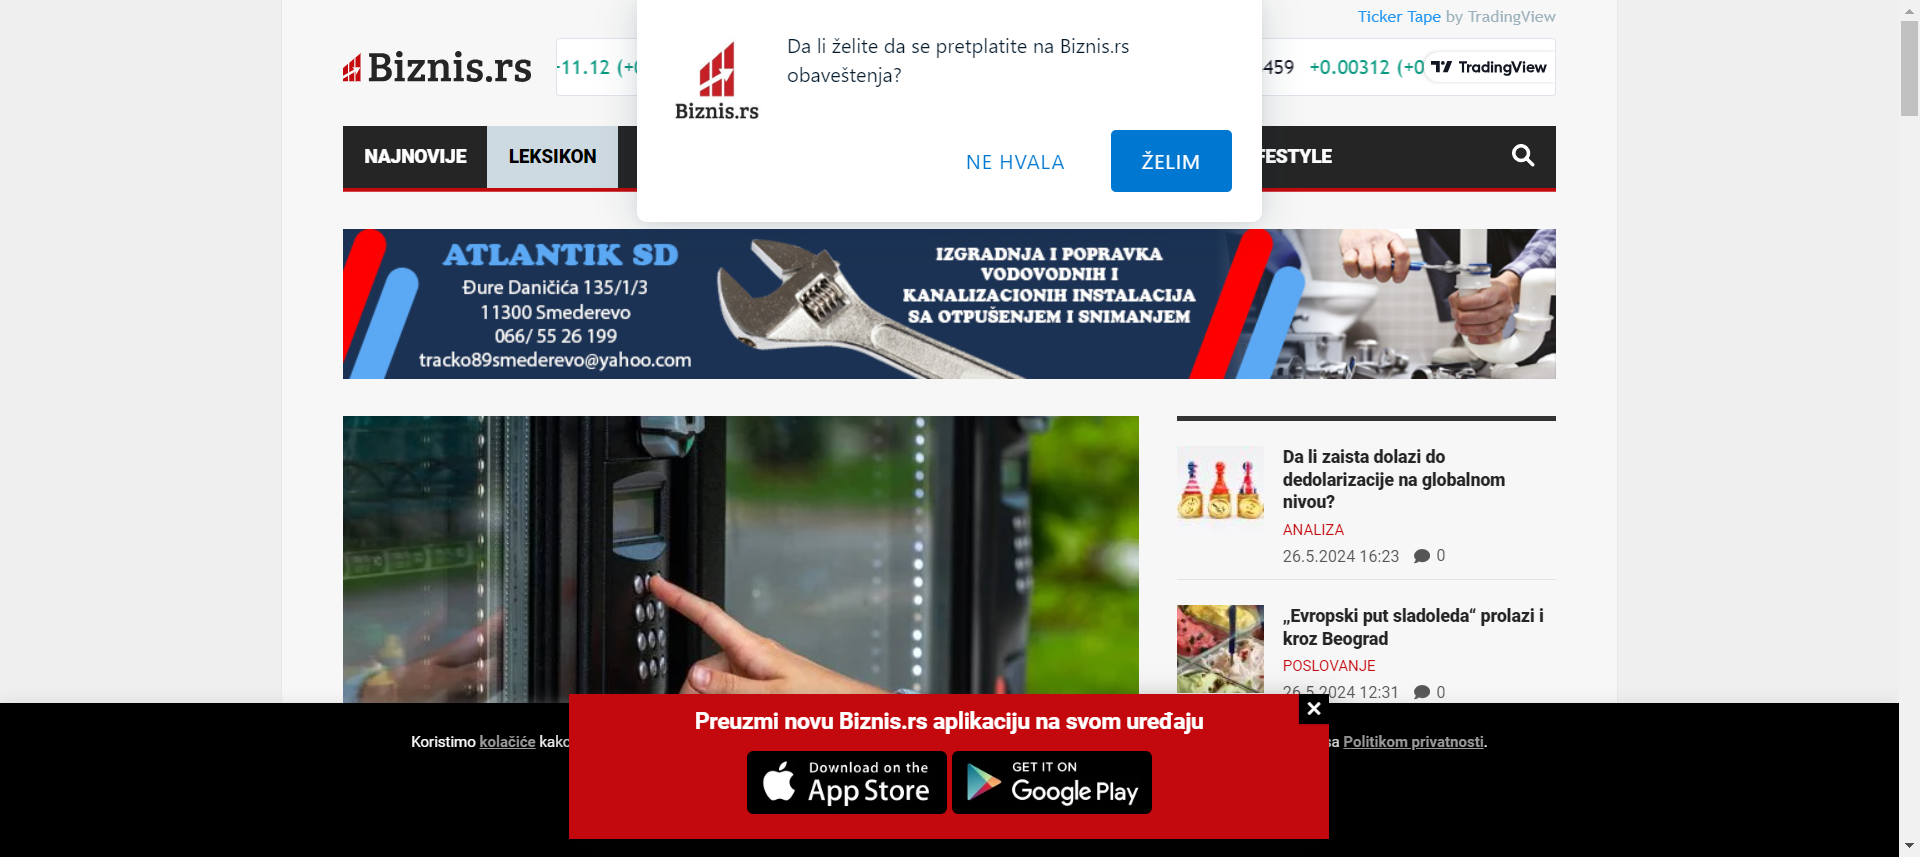 Ticker Tape by TradingView
Biznis.rs
11.12
459 +0.00312
TradingView
Da li želite da se pretplatite na Biznis.rs
obaveštenja?
Biznis.rs
NE HVALA
ŽELIM
NAJNOVIJE
LEKSIKON
FESTYLE
ATLANTIK SD
Đure Daničića 135/1/3
11300 Smederevo
066/ 55 26 199
tracko89smederevo@yahoo.com
IZGRADNJA I POPRAVKA
VODOVODNIH I
KANALIZACIONIH INSTALACIJA
SA OTPUŠENJEM I SNIMANJEM
Da li zaista dolazi do
dedolarizacije na globalnom
nivou?
ANALIZA
26.5.2024 16:23 0
„Evropski put sladoleda“ prolazi i
kroz Beograd
POSLOVANJE
26.5.2024 12:31 0
Preuzmi novu Biznis.rs aplikaciju na svom uređaju
Koristimo kolačiće kako
sa Politikom privatnosti.
Download on the
App Store
GET IT ON
Google Play